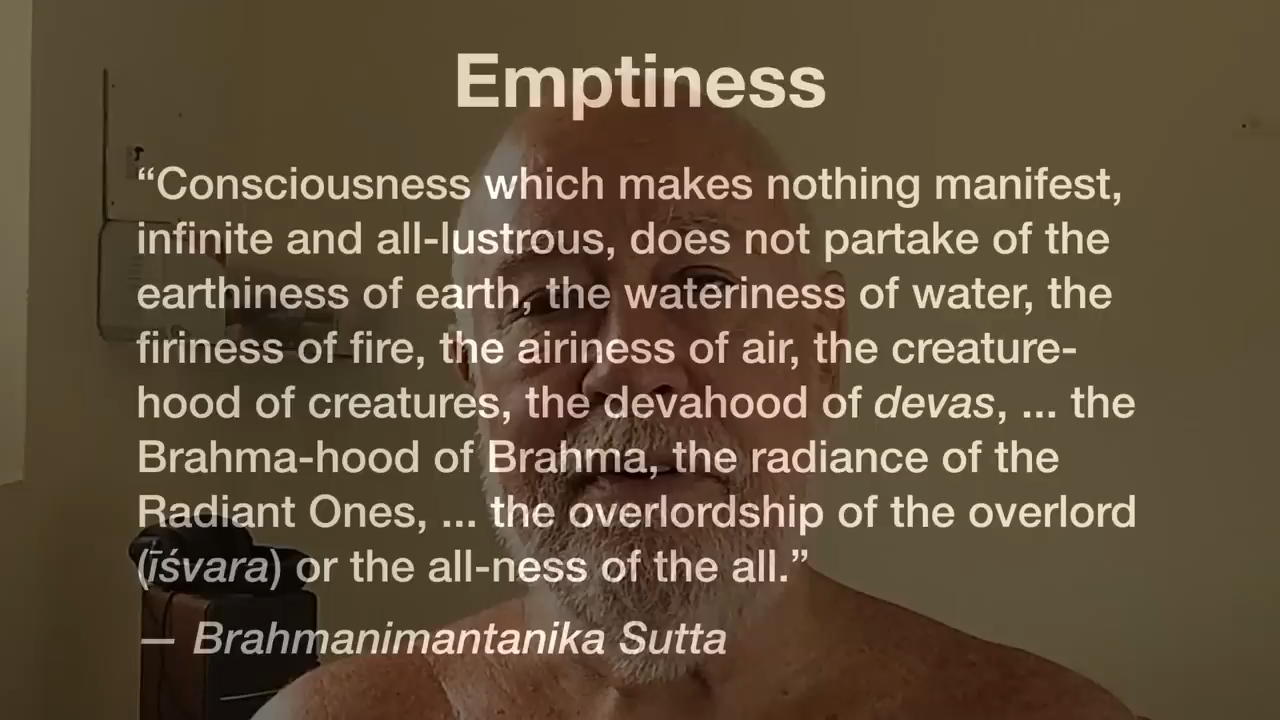 Emptiness
“Consciousness which makes nothing manifest,
infinite and all-lustrous, does not partake of the
earthiness of earth, the wateriness of water, the
firiness of fire, the airiness of air, the creature-
hood of creatures, the devahood of devas, ... the
Brahma-hood of Brahma, the radiance of the
Radiant Ones, ... the overlordship of the overlord
(īśvara) or the all-ness of the all.”
— Brahmanimantanika Sutta